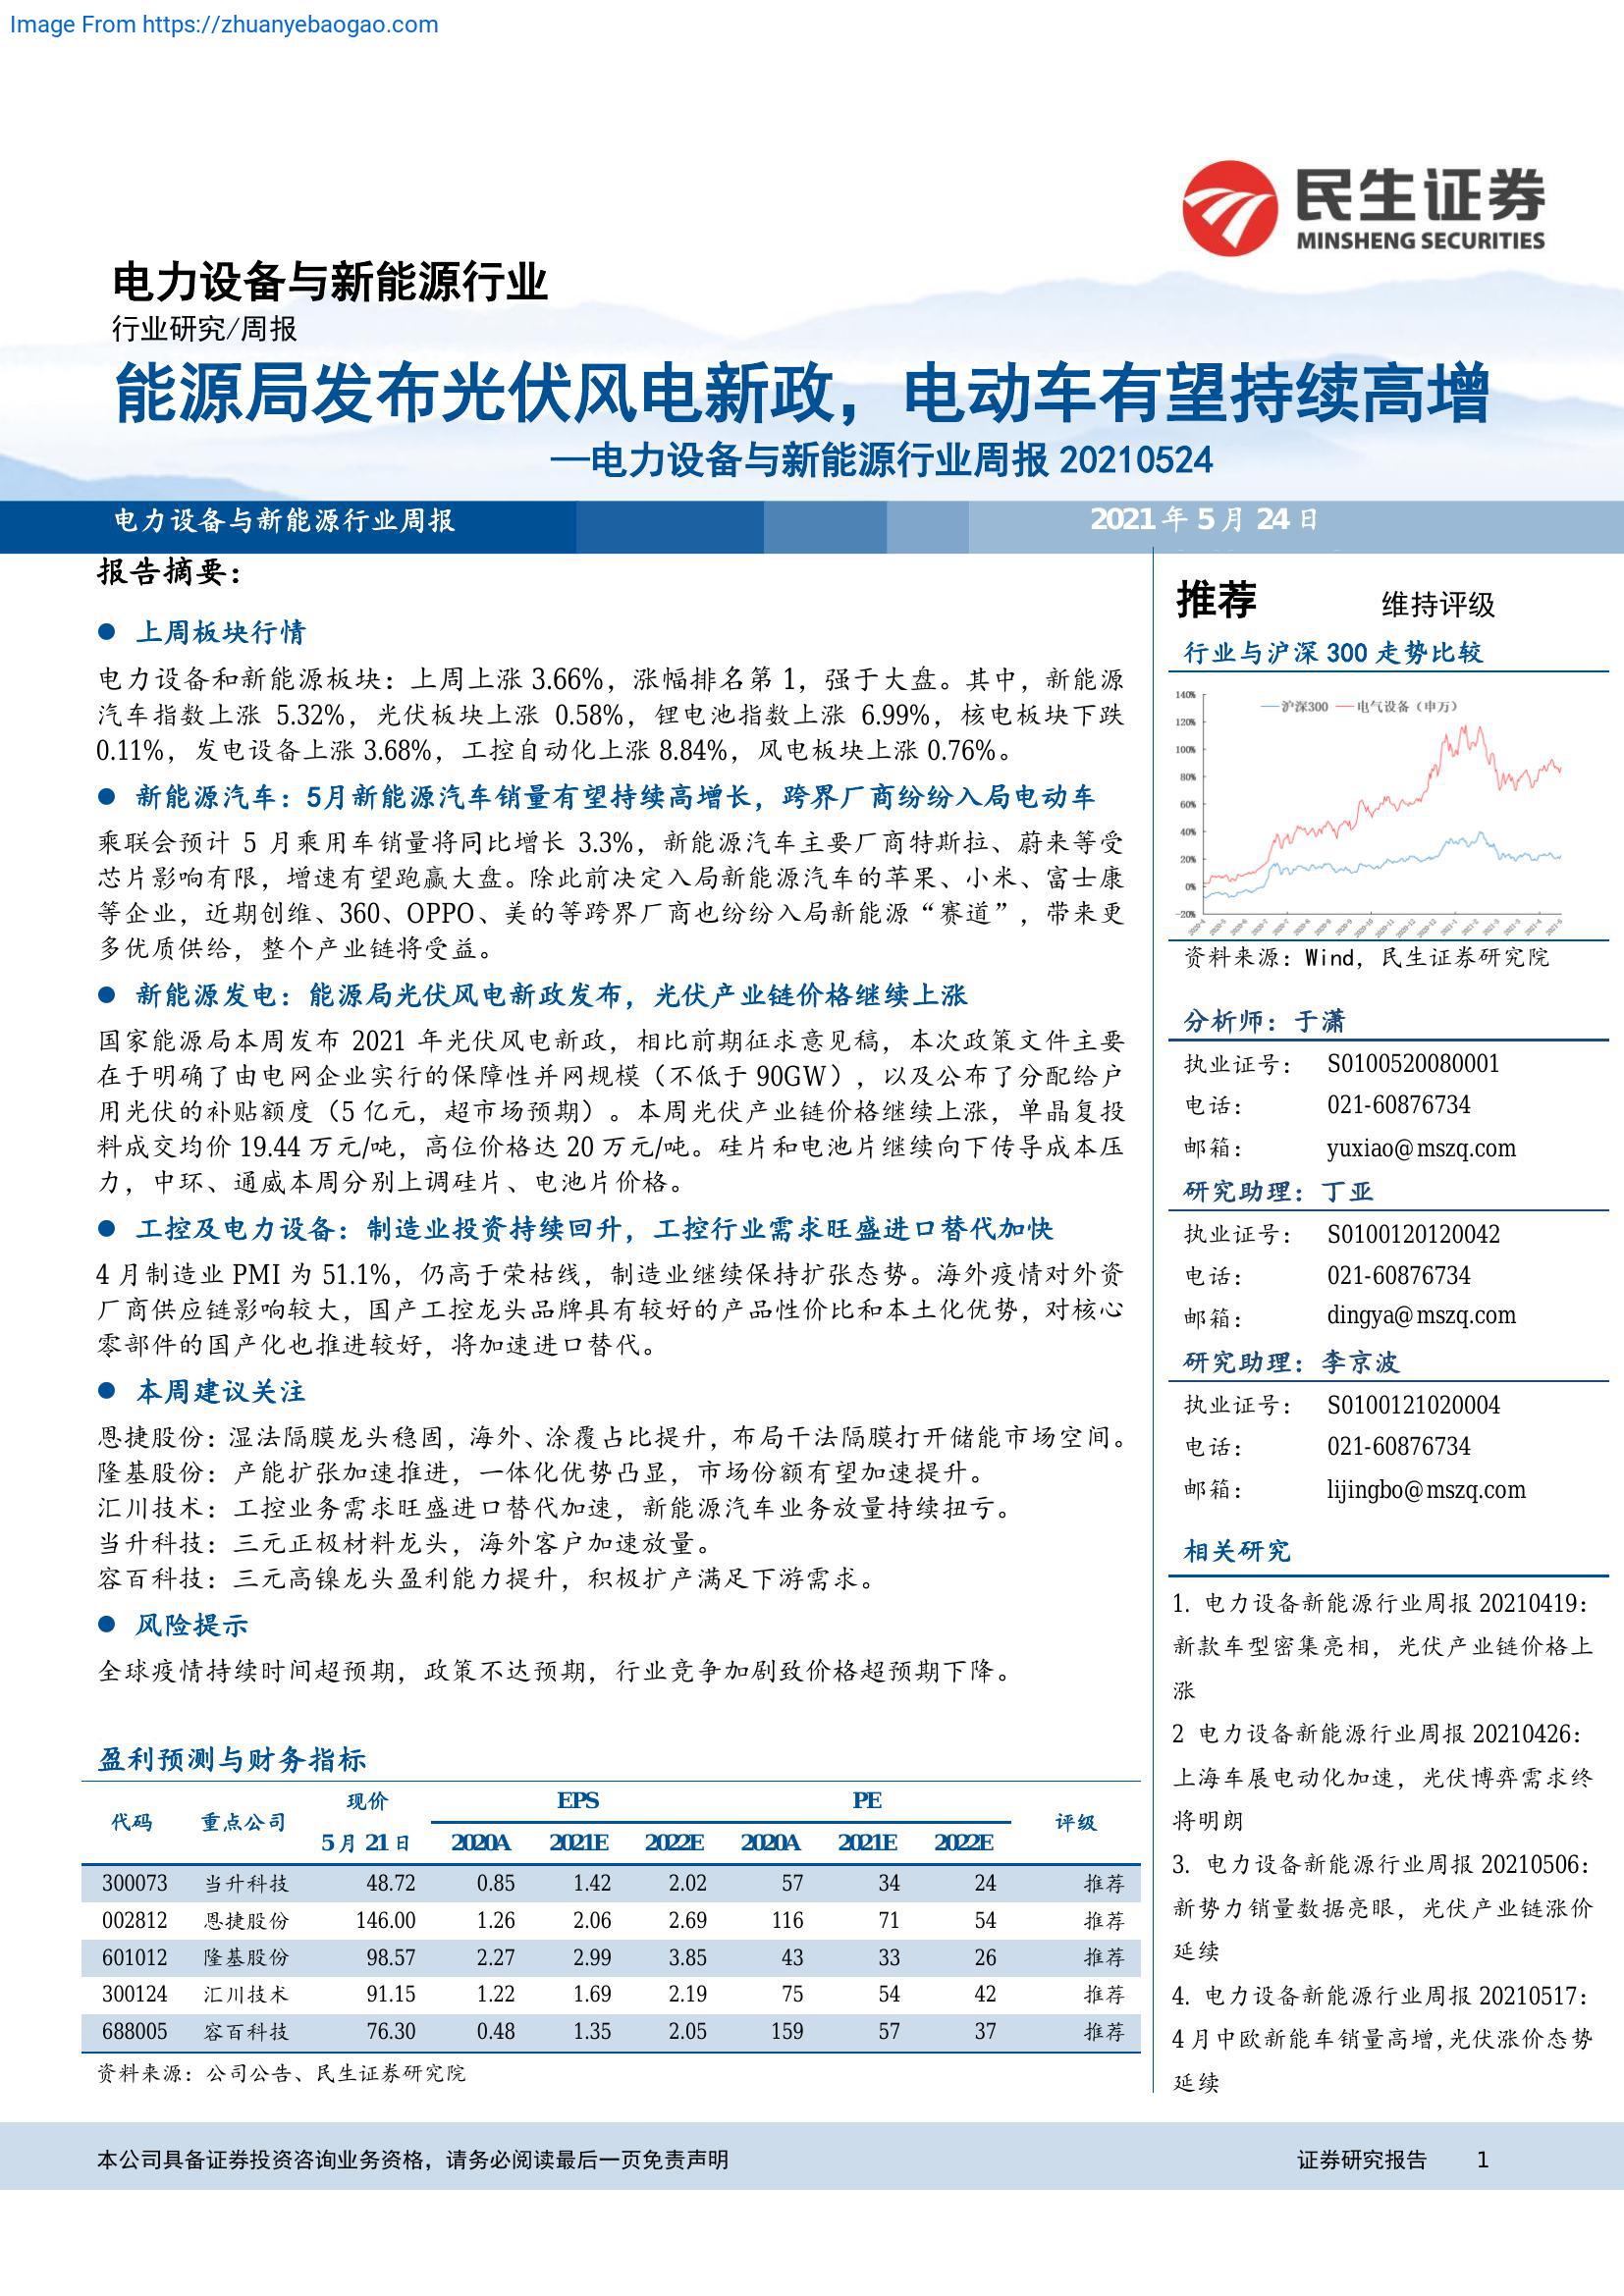 Image From https://zhuanyebaogao.com
民生证券
MINSHENG SECURITIES
电力设备与新能源行业
行业研究/周报
能源局发布光伏风电新政，电动车有望持续高增
—电力设备与新能源行业周报 20210524
电力设备与新能源行业周报
2021 年 5 月 24 日
报告摘要：
● 上周板块行情
电力设备和新能源板块：上周上涨 3.66%，涨幅排名第 1，强于大盘。其中，新能源
汽车指数上涨 5.32%，光伏板块上涨 0.58%，锂电池指数上涨 6.99%，核电板块下跌
0.11%，发电设备上涨 3.68%，工控自动化上涨 8.84%，风电板块上涨 0.76%。
● 新能源汽车：5月新能源汽车销量有望持续高增长，跨界厂商纷纷入局电动车
乘联会预计 5 月乘用车销量将同比增长 3.3%，新能源汽车主要厂商特斯拉、蔚来等受
芯片影响有限，增速有望跑赢大盘。除此前决定入局新能源汽车的苹果、小米、富士康
等企业，近期创维、360、OPPO、美的等跨界厂商也纷纷入局新能源“赛道”，带来更
多优质供给，整个产业链将受益。
● 新能源发电：能源局光伏风电新政发布，光伏产业链价格继续上涨
国家能源局本周发布 2021 年光伏风电新政，相比前期征求意见稿，本次政策文件主要
在于明确了由电网企业实行的保障性并网规模（不低于 90GW），以及公布了分配给户
用光伏的补贴额度（5 亿元，超市场预期）。本周光伏产业链价格继续上涨，单晶复投
料成交均价 19.44 万元/吨，高位价格达 20 万元/吨。硅片和电池片继续向下传导成本压
力，中环、通威本周分别上调硅片、电池片价格。
● 工控及电力设备：制造业投资持续回升，工控行业需求旺盛进口替代加快
4 月制造业 PMI 为 51.1%，仍高于荣枯线，制造业继续保持扩张态势。海外疫情对外资
厂商供应链影响较大，国产工控龙头品牌具有较好的产品性价比和本土化优势，对核心
零部件的国产化也推进较好，将加速进口替代。
● 本周建议关注
恩捷股份：湿法隔膜龙头稳固，海外、涂覆占比提升，布局干法隔膜打开储能市场空间。
隆基股份：产能扩张加速推进，一体化优势凸显，市场份额有望加速提升。
汇川技术：工控业务需求旺盛进口替代加速，新能源汽车业务放量持续扭亏。
当升科技：三元正极材料龙头，海外客户加速放量。
容百科技：三元高镍龙头盈利能力提升，积极扩产满足下游需求。
● 风险提示
全球疫情持续时间超预期，政策不达预期，行业竞争加剧致价格超预期下降。
盈利预测与财务指标
代码 重点公司 现价 EPS PE 评级
5 月 21 日 2020A 2021E 2022E 2020A 2021E 2022E
300073 当升科技 48.72 0.85 1.42 2.02 57 34 24 推荐
002812 恩捷股份 146.00 1.26 2.06 2.69 116 71 54 推荐
601012 隆基股份 98.57 2.27 2.99 3.85 43 33 26 推荐
300124 汇川技术 91.15 1.22 1.69 2.19 75 54 42 推荐
688005 容百科技 76.30 0.48 1.35 2.05 159 57 37 推荐
资料来源：公司公告、民生证券研究院
推荐 维持评级
行业与沪深 300 走势比较
沪深300 电气设备（申万）
140%
120%
100%
80%
60%
40%
20%
0%
-20%
资料来源：Wind，民生证券研究院
分析师：于潇
执业证号： S0100520080001
电话： 021-60876734
邮箱： yuxiao@mszq.com
研究助理：丁亚
执业证号： S0100120120042
电话： 021-60876734
邮箱： dingya@mszq.com
研究助理：李京波
执业证号： S0100121020004
电话： 021-60876734
邮箱： lijingbo@mszq.com
相关研究
1. 电力设备新能源行业周报 20210419：
新款车型密集亮相，光伏产业链价格上
涨
2 电力设备新能源行业周报 20210426：
上海车展电动化加速，光伏博弈需求终
将明朗
3. 电力设备新能源行业周报 20210506：
新势力销量数据亮眼，光伏产业链涨价
延续
4. 电力设备新能源行业周报 20210517：
4 月中欧新能车销量高增,光伏涨价态势
延续
本公司具备证券投资咨询业务资格，请务必阅读最后一页免责声明
证券研究报告 1